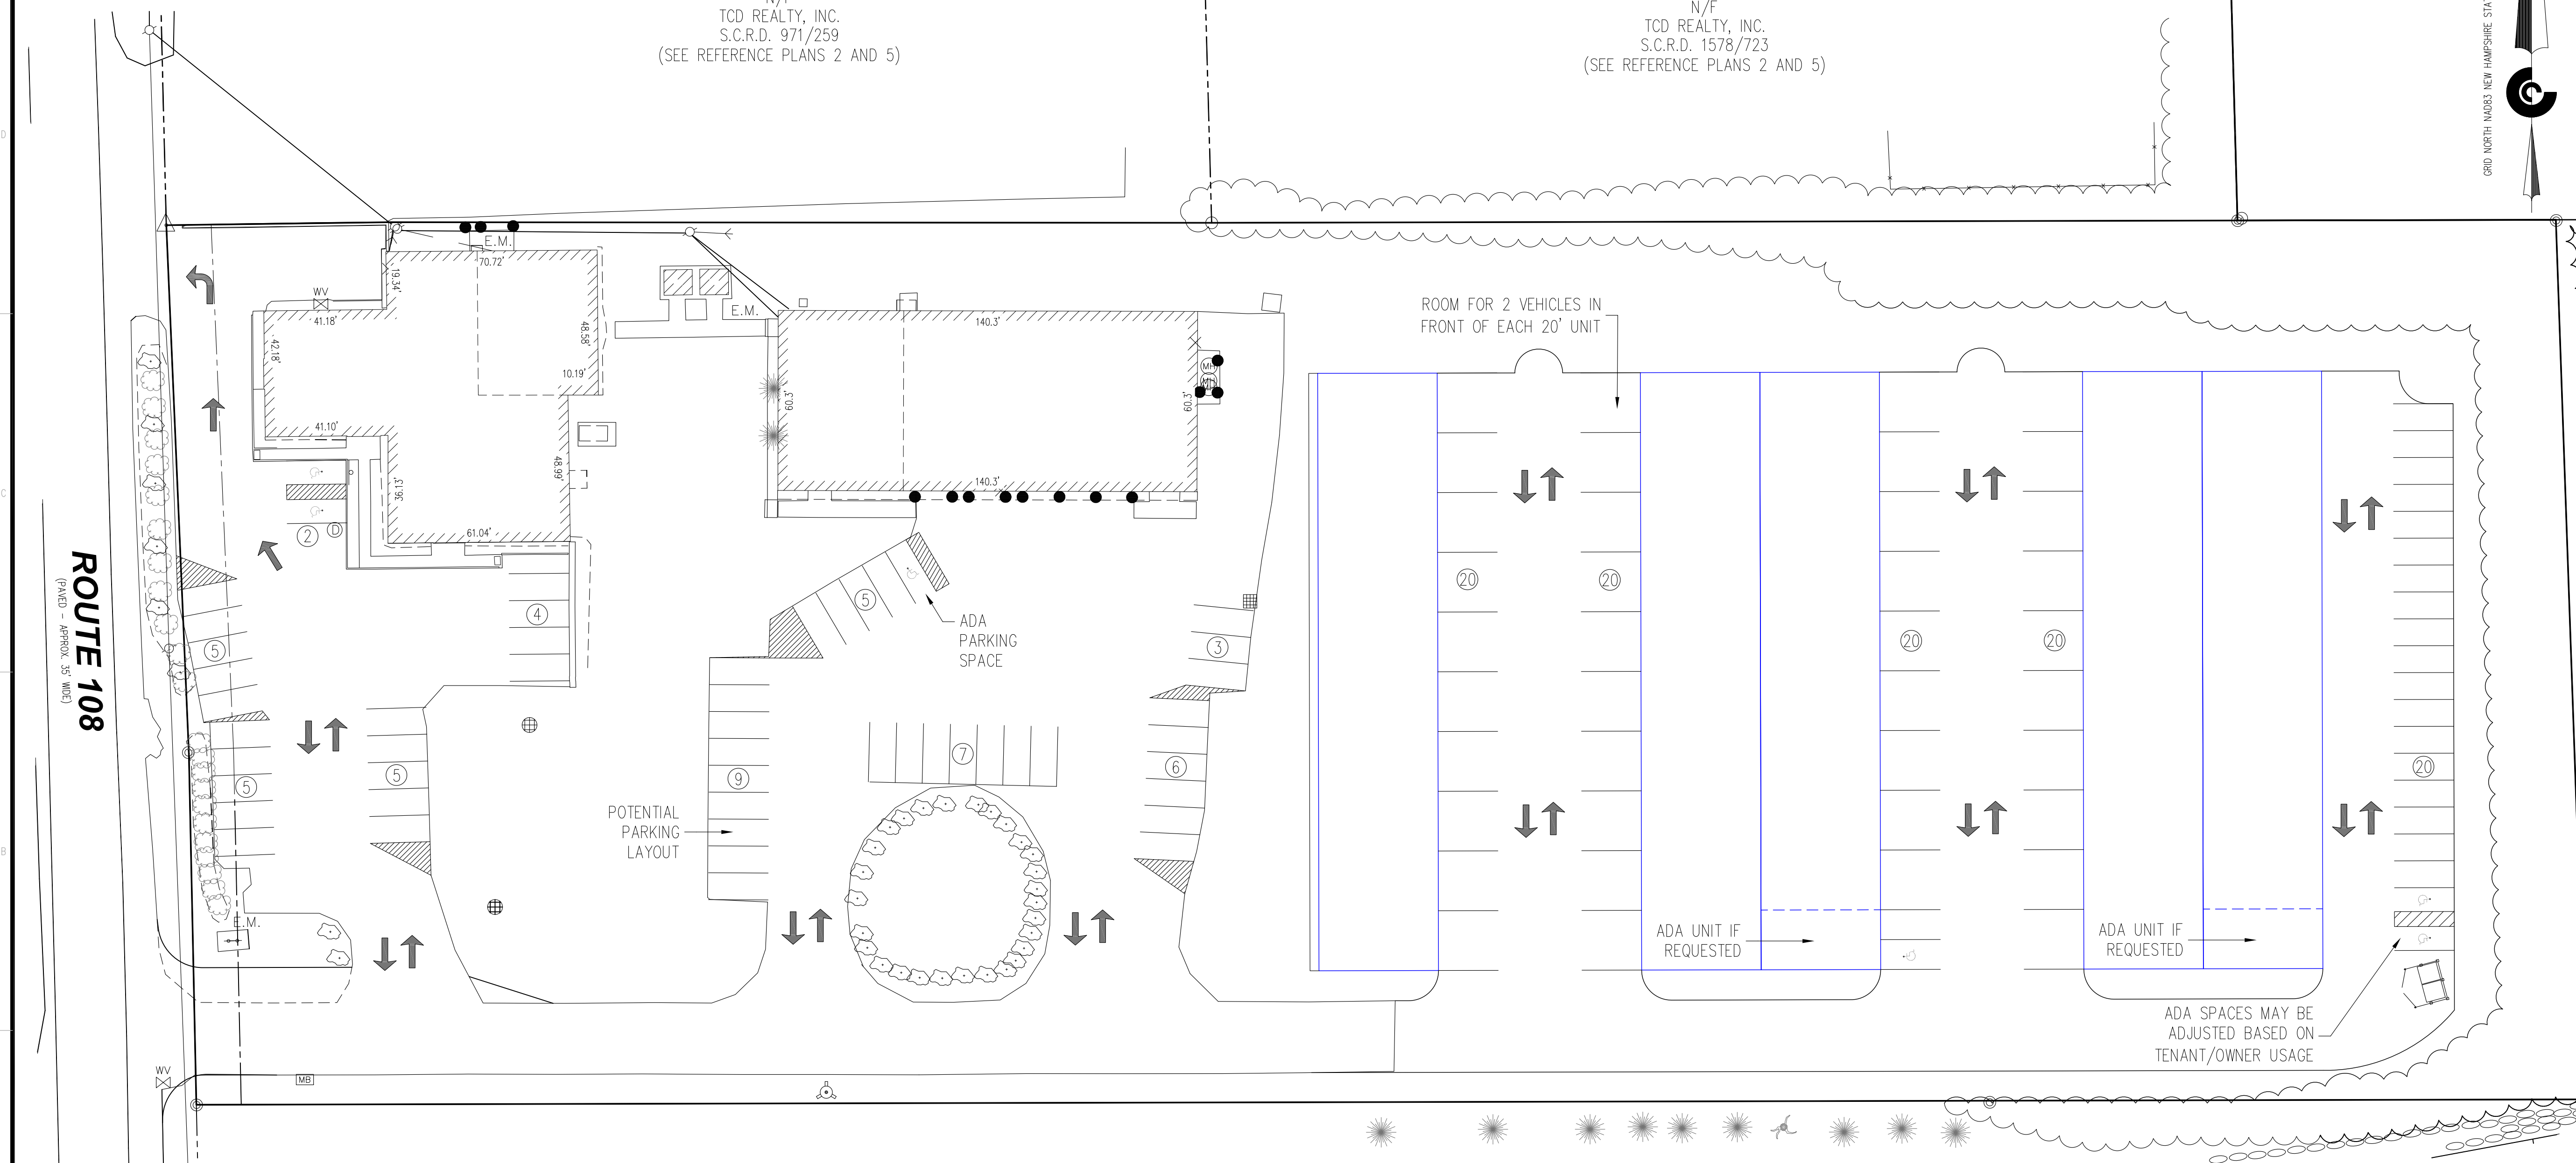 N/F
TCD REALTY, INC.
S.C.R.D. 971/259
(SEE REFERENCE PLANS 2 AND 5)
N/F
TCD REALTY, INC.
S.C.R.D. 1578/723
(SEE REFERENCE PLANS 2 AND 5)
GRID NORTH NAD83 NEW HAMPSHIRE STA
D
C
B
ROUTE 108
(PAVED - APPROX. 35' WIDE)
E.M.
70.72'
19.34'
WV
41.18'
42.18'
48.58'
10.19'
41.10'
36.13'
48.99'
61.04'
2
D
E.M.
140.3'
60.3'
60.3'
140.3'
MH
MH
4
5
5
5
E.M.
5
ADA
PARKING
SPACE
3
9
7
6
POTENTIAL
PARKING
LAYOUT
ROOM FOR 2 VEHICLES IN
FRONT OF EACH 20' UNIT
20
20
20
20
20
ADA UNIT IF
REQUESTED
ADA UNIT IF
REQUESTED
ADA SPACES MAY BE
ADJUSTED BASED ON
TENANT/OWNER USAGE
WV
MB